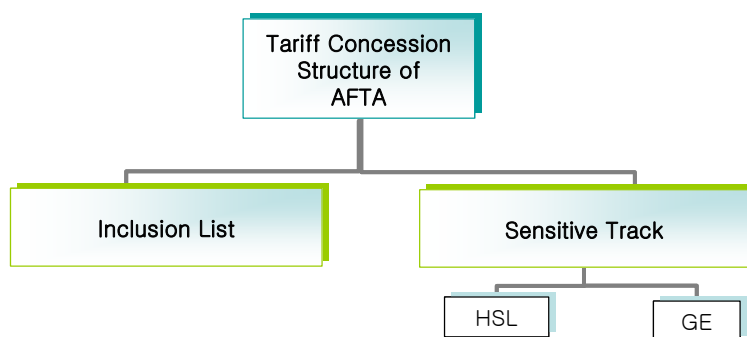 Tariff Concession
Structure of
AFTA
Inclusion List
Sensitive Track
HSL
GE